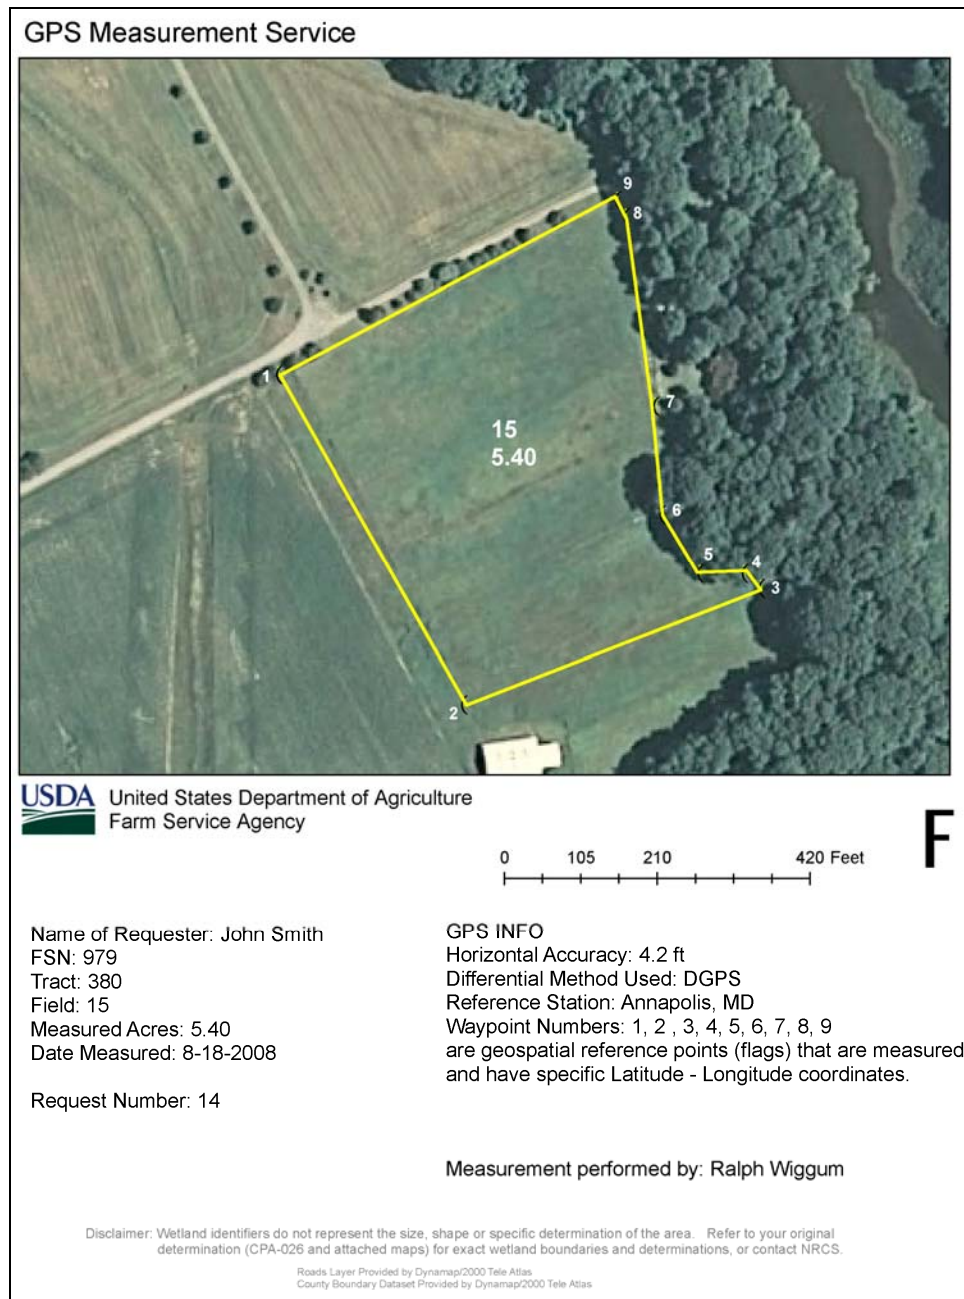 GPS Measurement Service
9
8
1
7
15
5.40
6
5
4
3
2
USDA
United States Department of Agriculture
Farm Service Agency
F
0 105 210 420 Feet
Name of Requester: John Smith
FSN: 979
Tract: 380
Field: 15
Measured Acres: 5.40
Date Measured: 8-18-2008
Request Number: 14
GPS INFO
Horizontal Accuracy: 4.2 ft
Differential Method Used: DGPS
Reference Station: Annapolis, MD
Waypoint Numbers: 1, 2 , 3, 4, 5, 6, 7, 8, 9
are geospatial reference points (flags) that are measured
and have specific Latitude - Longitude coordinates.
Measurement performed by: Ralph Wiggum
Disclaimer: Wetland identifiers do not represent the size, shape or specific determination of the area. Refer to your original
determination (CPA-026 and attached maps) for exact wetland boundaries and determinations, or contact NRCS.
Roads Layer Provided by Dynamap/2000 Tele Atlas
County Boundary Dataset Provided by Dynamap/2000 Tele Atlas